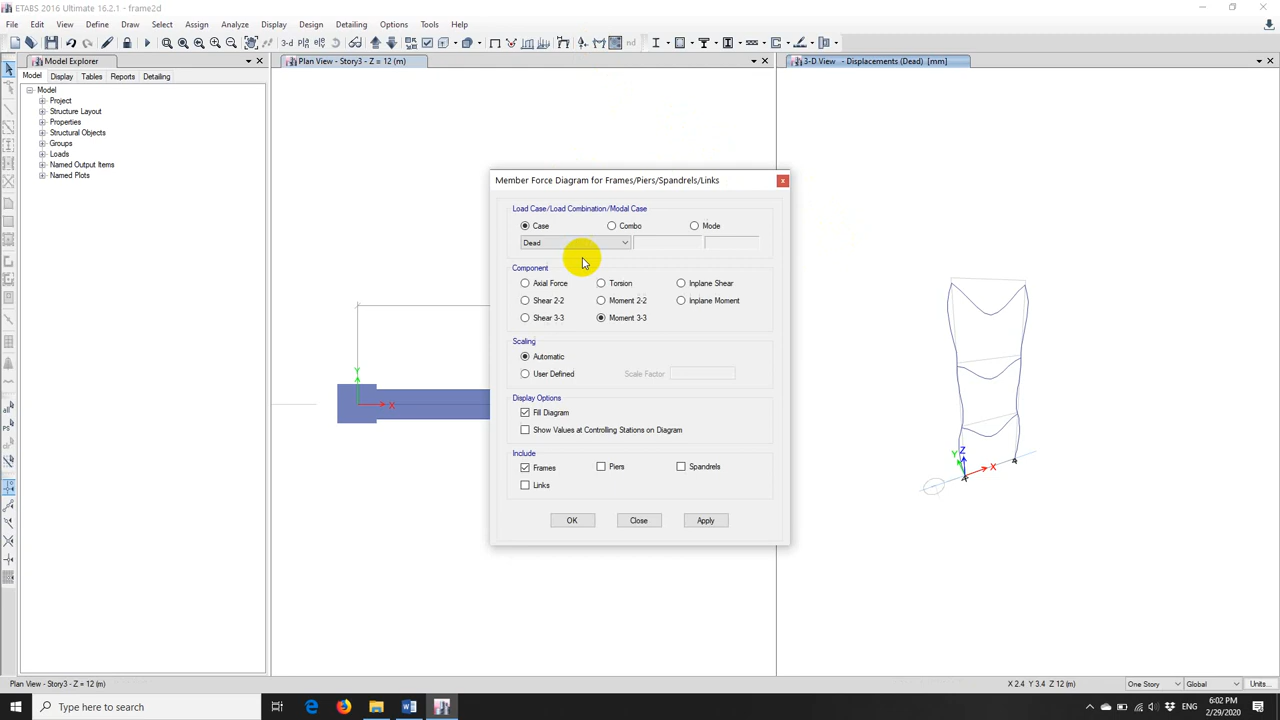 ETABS 2016 Ultimate 16.2.1 - frame2d
File Edit View Define Draw Select Assign Analyze Display Design Detailing Options Tools Help
3-d nd
Model Explorer
Plan View - Story3 - Z = 12 (m)
3-D View - Displacements (Dead) [mm]
Model Display Tables Reports Detailing
Model
Project
Structure Layout
Properties
Structural Objects
Groups
Loads
Named Output Items
Named Plots
Member Force Diagram for Frames/Piers/Spandrels/Links
Load Case/Load Combination/Modal Case
Case Combo Mode
Dead
Component
Axial Force Torsion Inplane Shear
Shear 2-2 Moment 2-2 Inplane Moment
Shear 3-3 Moment 3-3
Scaling
Automatic
User Defined Scale Factor
Display Options
Fill Diagram
Show Values at Controlling Stations on Diagram
Include
Frames Piers Spandrels
Links
OK Close Apply
Y
X
Z
Y
X
all
PS
Plan View - Story3 - Z = 12 (m)
X 2.4 Y 3.4 Z 12 (m)
One Story
Global
Units...
Type here to search
ENG
6:02 PM
2/29/2020